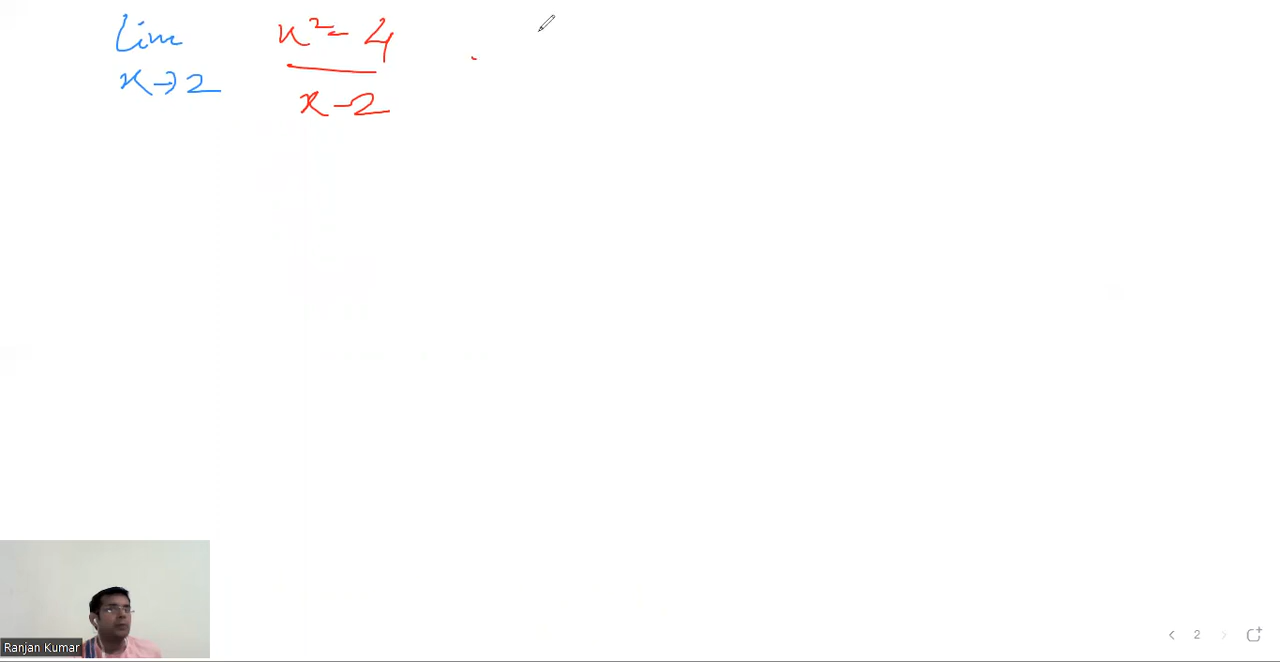 lim x² - 4
x→2 x - 2
Ranjan Kumar
2